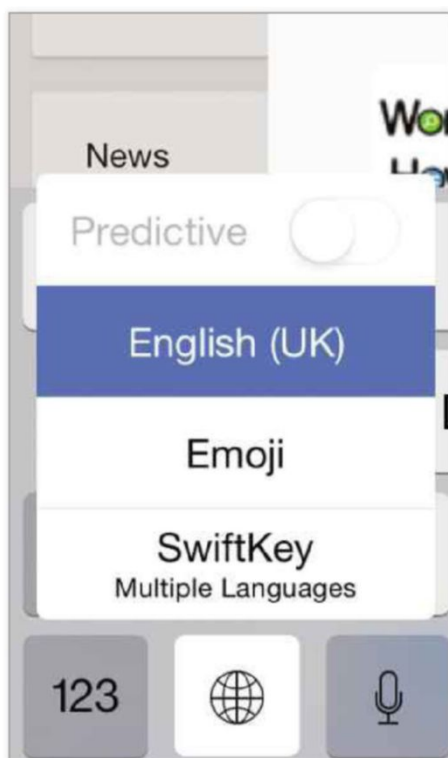 News
Predictive
English (UK)
Emoji
SwiftKey
Multiple Languages
123